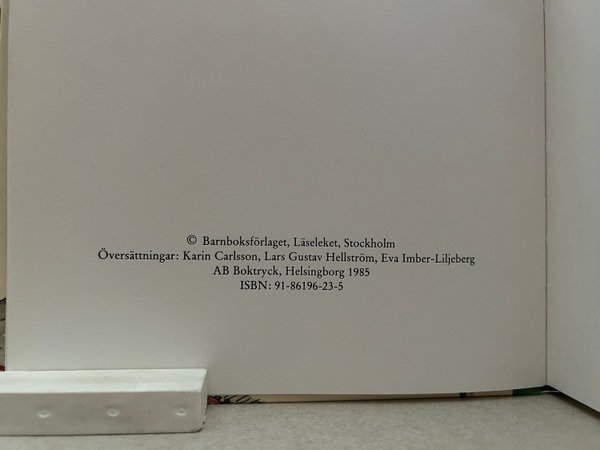 © Barnboksförlaget, Läseleket, Stockholm
Översättningar: Karin Carlsson, Lars Gustav Hellström, Eva Imber-Liljeberg
AB Boktryck, Helsingborg 1985
ISBN: 91-86196-23-5